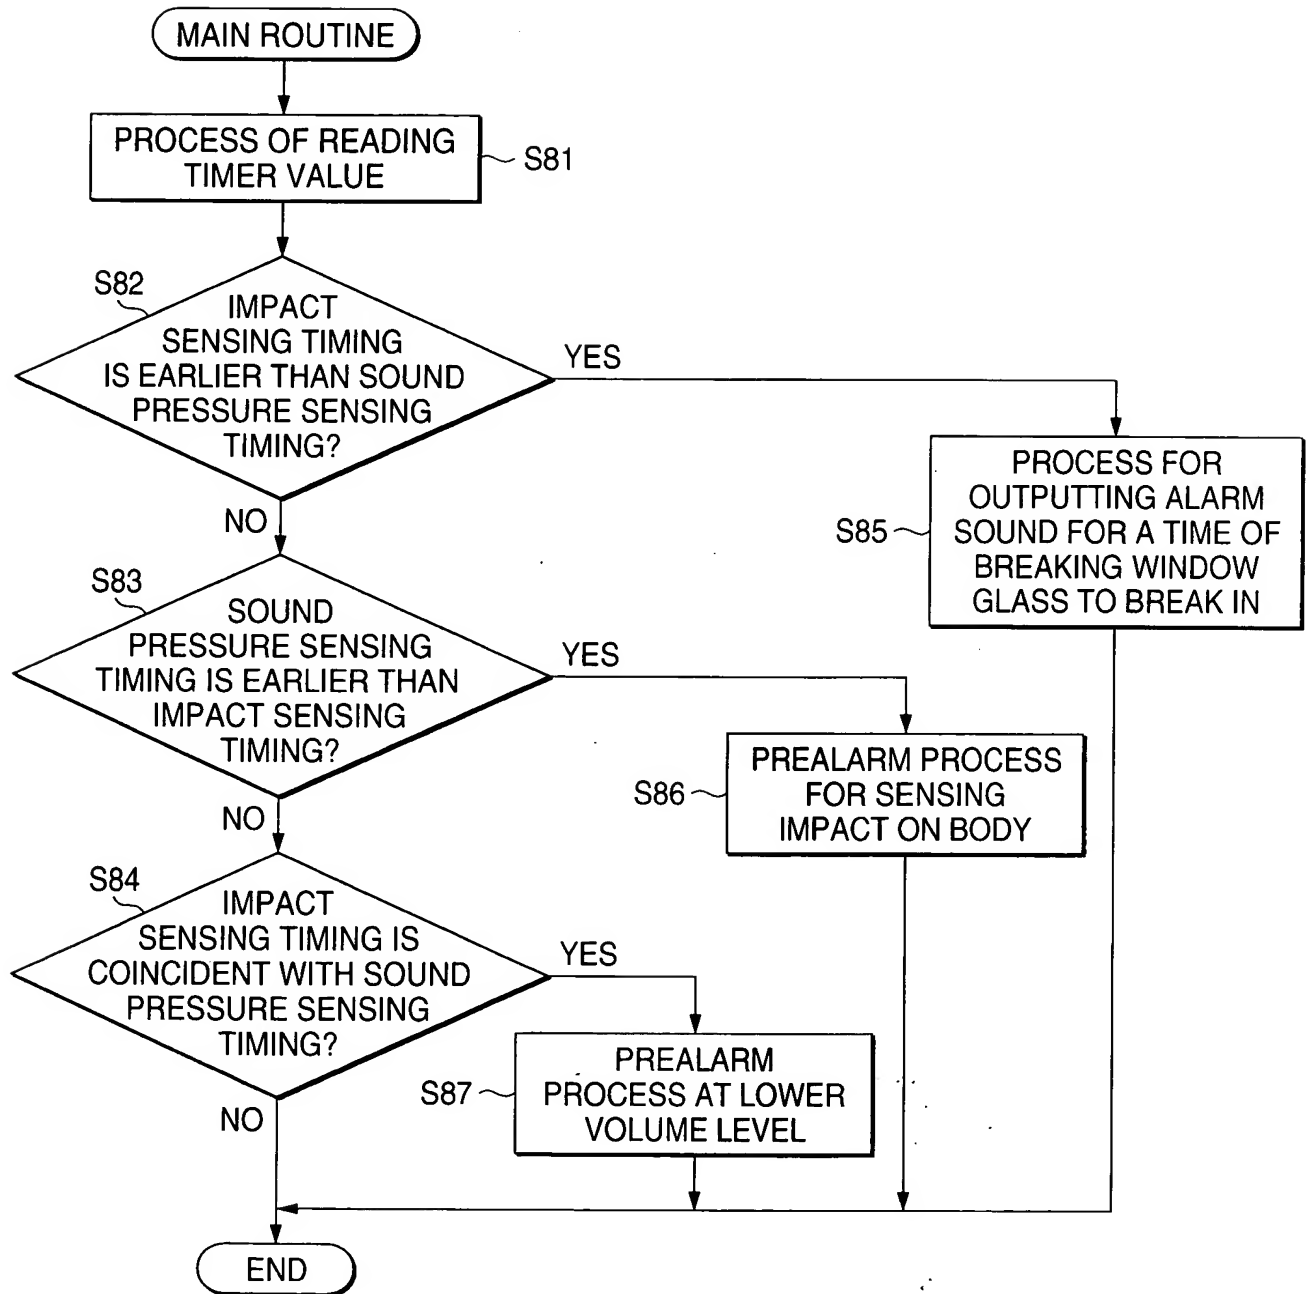 MAIN ROUTINE
PROCESS OF READING
TIMER VALUE
S81
S82
IMPACT
SENSING TIMING
IS EARLIER THAN SOUND
PRESSURE SENSING
TIMING?
YES
NO
S85
PROCESS FOR
OUTPUTTING ALARM
SOUND FOR A TIME OF
BREAKING WINDOW
GLASS TO BREAK IN
S83
SOUND
PRESSURE SENSING
TIMING IS EARLIER THAN
IMPACT SENSING
TIMING?
YES
NO
S86
PREALARM PROCESS
FOR SENSING
IMPACT ON BODY
S84
IMPACT
SENSING TIMING IS
COINCIDENT WITH SOUND
PRESSURE SENSING
TIMING?
YES
NO
S87
PREALARM
PROCESS AT LOWER
VOLUME LEVEL
END